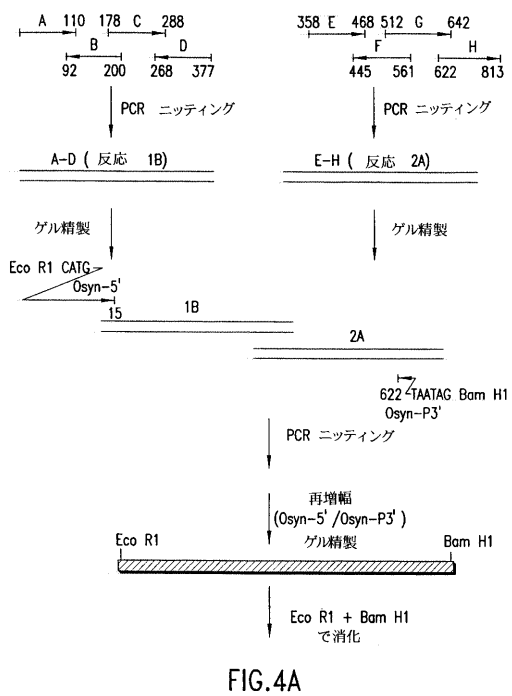 A 110 178 C 288
B D
92 200 268 377
358 E 468 512 G 642
F H
445 561 622 813
PCR ニッティング
PCR ニッティング
A-D ( 反応 1B)
E-H ( 反応 2A)
ゲル精製
ゲル精製
Eco R1 CATG
Osyn-5'
15
1B
2A
622 TAATAG Bam H1
Osyn-P3'
PCR ニッティング
再増幅
(Osyn-5'/Osyn-P3')
ゲル精製
Eco R1
Bam H1
Eco R1 + Bam H1
で消化
FIG.4A